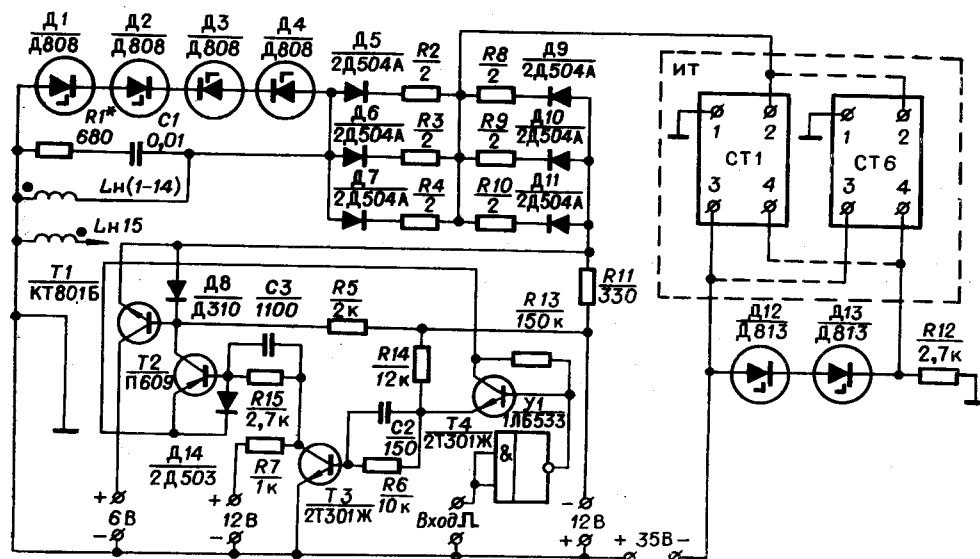 Д1 Д2 Д3 Д4
Д808 Д808 Д808 Д808
Д5 R2 R8 Д9
2Д504А 2 2 2Д504А
R1* C1
680 0,01
Д6 R3 R9 Д10
2Д504А 2 2 2Д504А
Lн(1-14)
Д7 R4 R10 Д11
2Д504А 2 2 2Д504А
Lн15
ИТ
1 2
СТ1
3 4
1 2
СТ6
3 4
T1
КТ801Б
Д8
Д310
C3
1100
R5
2к
R13
150к
R11
330
Д12 Д13
Д813 Д813
R12
2,7к
T2
П609
R14
12к
R15
2,7к
C2
150
T4
2Т301Ж
У1
1ЛБ533
&
Д14
2Д503
R7
1к
T3
2Т301Ж
R6
10к
Вход
+
6В
-
+
12В
-
-
12В
+
+ 35В -